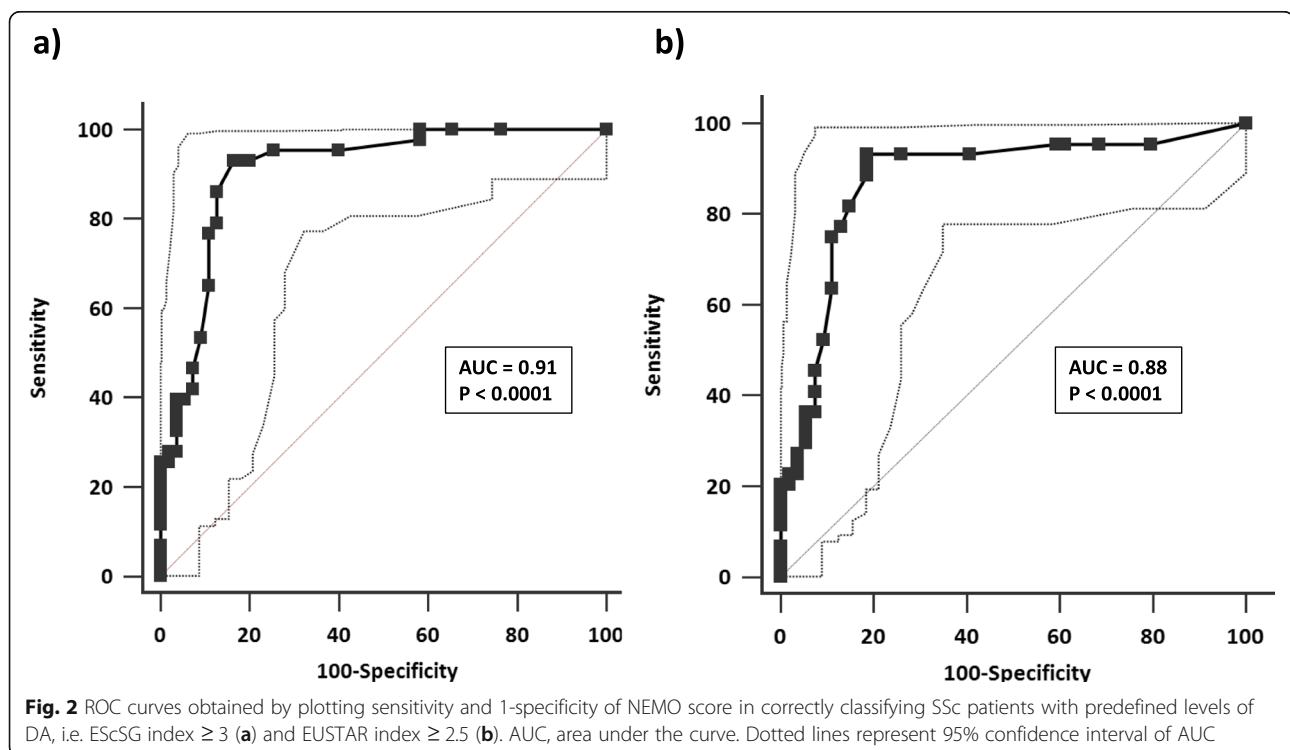 a)
b)
100
80
60
40
20
0
Sensitivity
AUC = 0.91
P < 0.0001
0 20 40 60 80 100
100-Specificity
100
80
60
40
20
0
Sensitivity
AUC = 0.88
P < 0.0001
0 20 40 60 80 100
100-Specificity
Fig. 2 ROC curves obtained by plotting sensitivity and 1-specificity of NEMO score in correctly classifying SSc patients with predefined levels of
DA, i.e. EScSG index ≥ 3 (a) and EUSTAR index ≥ 2.5 (b). AUC, area under the curve. Dotted lines represent 95% confidence interval of AUC